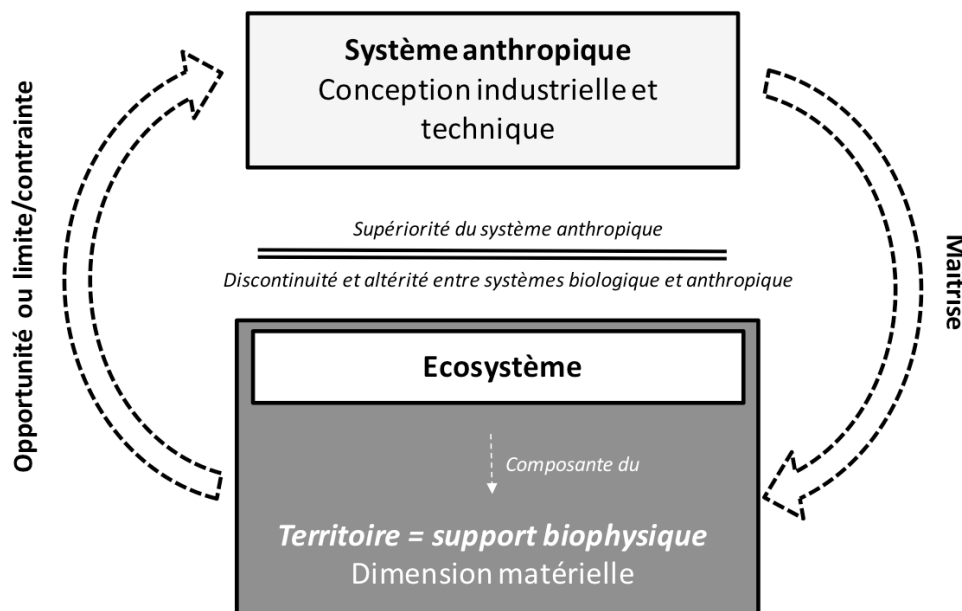 Système anthropique
Conception industrielle et
technique
Opportunité ou limite/contrainte
Maîtrise
Supériorité du système anthropique
Discontinuité et altérité entre systèmes biologique et anthropique
Ecosystème
Composante du
Territoire = support biophysique
Dimension matérielle